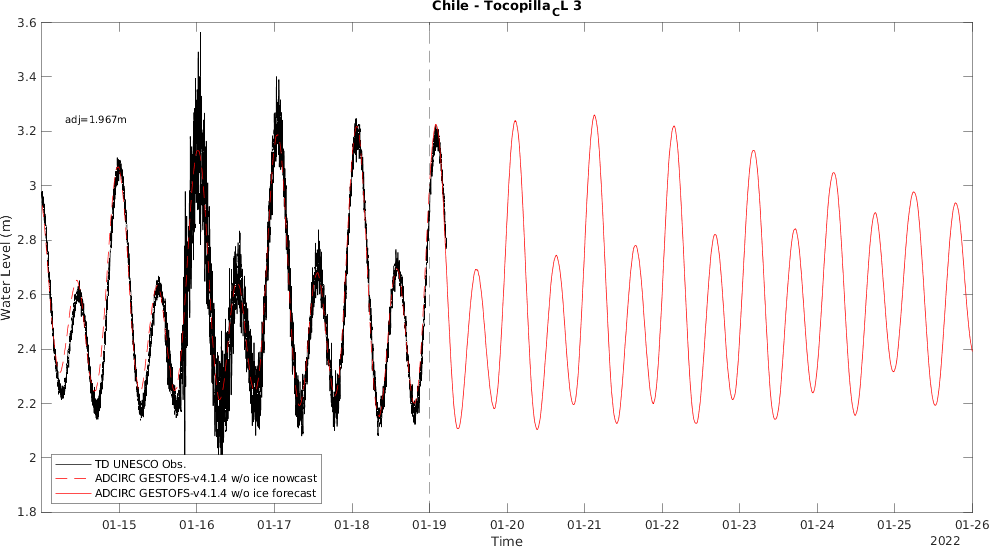 Chile - Tocopilla_CL 3
3.6
3.4
3.2
3
2.8
2.6
2.4
2.2
2
1.8
Water Level (m)
adj=1.967m
TD UNESCO Obs.
ADCIRC GESTOFS-v4.1.4 w/o ice nowcast
ADCIRC GESTOFS-v4.1.4 w/o ice forecast
01-15 01-16 01-17 01-18 01-19 01-20 01-21 01-22 01-23 01-24 01-25 01-26
Time
2022